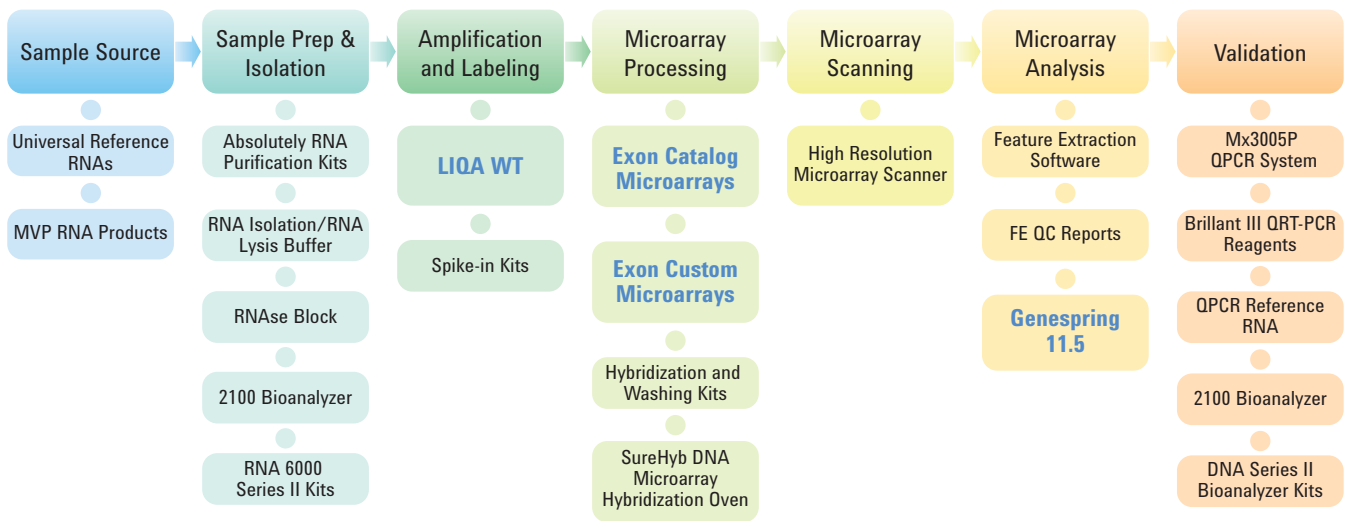 Sample Source
Sample Prep &
Isolation
Amplification
and Labeling
Microarray
Processing
Microarray
Scanning
Microarray
Analysis
Validation
Universal Reference
RNAs
MVP RNA Products
Absolutely RNA
Purification Kits
RNA Isolation/RNA
Lysis Buffer
RNAse Block
2100 Bioanalyzer
RNA 6000
Series II Kits
LIQA WT
Spike-in Kits
Exon Catalog
Microarrays
Exon Custom
Microarrays
Hybridization and
Washing Kits
SureHyb DNA
Microarray
Hybridization Oven
High Resolution
Microarray Scanner
Feature Extraction
Software
FE QC Reports
Genespring
11.5
Mx3005P
QPCR System
Brillant III QRT-PCR
Reagents
QPCR Reference
RNA
2100 Bioanalyzer
DNA Series II
Bioanalyzer Kits